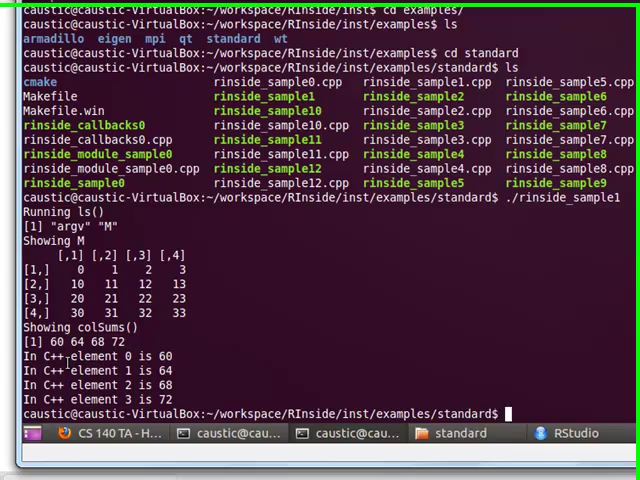 caustic@caustic-VirtualBox:~/workspace/RInside/inst$ cd examples/
caustic@caustic-VirtualBox:~/workspace/RInside/inst/examples$ ls
armadillo eigen mpi qt standard wt
caustic@caustic-VirtualBox:~/workspace/RInside/inst/examples$ cd standard
caustic@caustic-VirtualBox:~/workspace/RInside/inst/examples/standard$ ls
cmake rinside_sample0.cpp rinside_sample1.cpp rinside_sample5.cpp
Makefile rinside_sample1 rinside_sample2 rinside_sample6
Makefile.win rinside_sample10 rinside_sample2.cpp rinside_sample6.cpp
rinside_callbacks0 rinside_sample10.cpp rinside_sample3 rinside_sample7
rinside_callbacks0.cpp rinside_sample11 rinside_sample3.cpp rinside_sample7.cpp
rinside_module_sample0 rinside_sample11.cpp rinside_sample4 rinside_sample8
rinside_module_sample0.cpp rinside_sample12 rinside_sample4.cpp rinside_sample8.cpp
rinside_sample0 rinside_sample12.cpp rinside_sample5 rinside_sample9
caustic@caustic-VirtualBox:~/workspace/RInside/inst/examples/standard$ ./rinside_sample1
Running ls()
[1] "argv" "M"
Showing M
[,1] [,2] [,3] [,4]
[1,] 0 1 2 3
[2,] 10 11 12 13
[3,] 20 21 22 23
[4,] 30 31 32 33
Showing colSums()
[1] 60 64 68 72
In C++ element 0 is 60
In C++ element 1 is 64
In C++ element 2 is 68
In C++ element 3 is 72
caustic@caustic-VirtualBox:~/workspace/RInside/inst/examples/standard$
CS 140 TA - H... caustic@cau... caustic@cau... standard RStudio